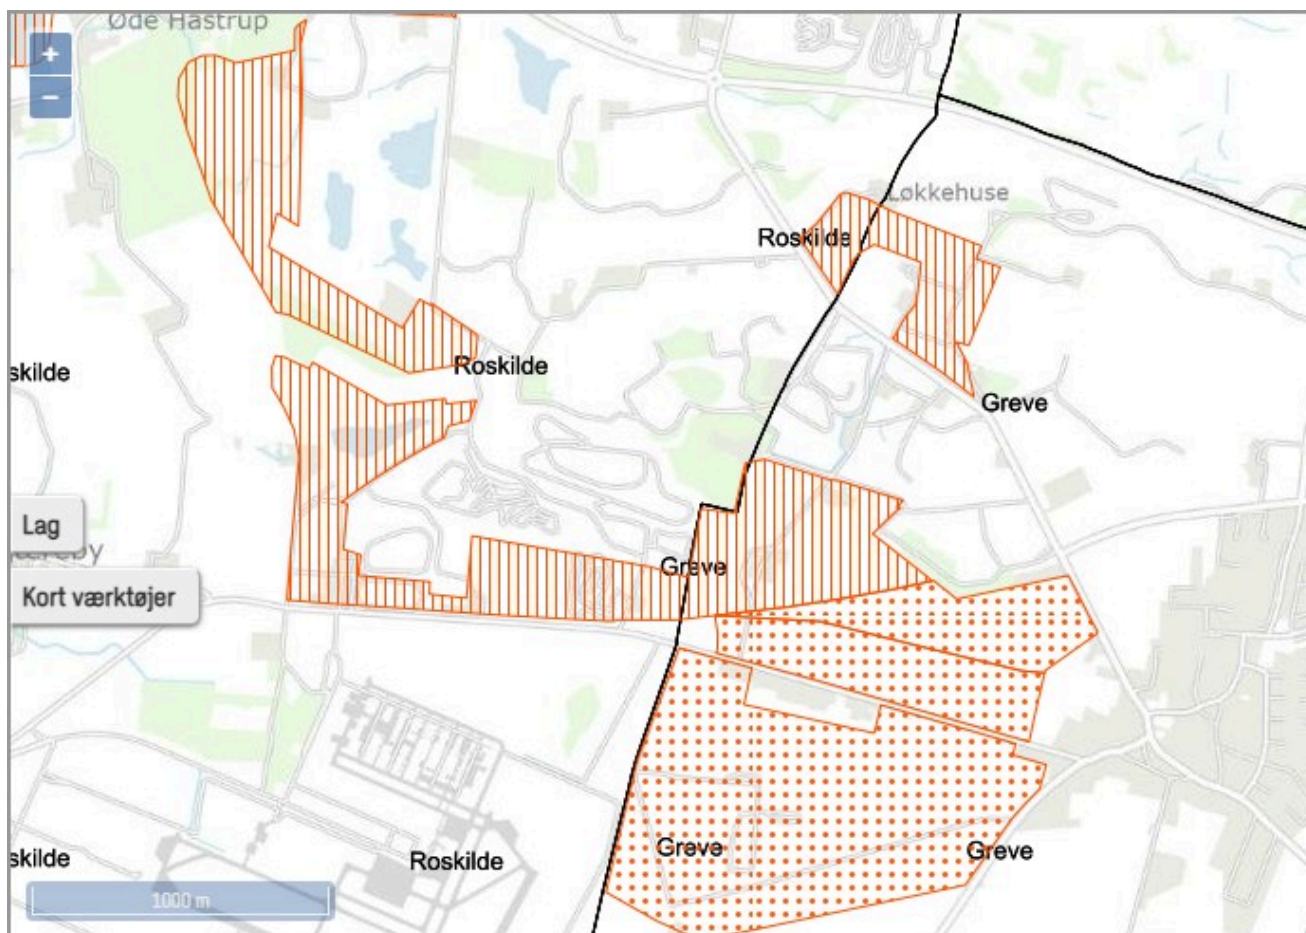 Øde Hastrup
+
−
Løkkehuse
Roskilde
Roskilde
skilde
Greve
Lag
Greve
Kort værktøjer
Greve
Greve
Roskilde
skilde
1000 m